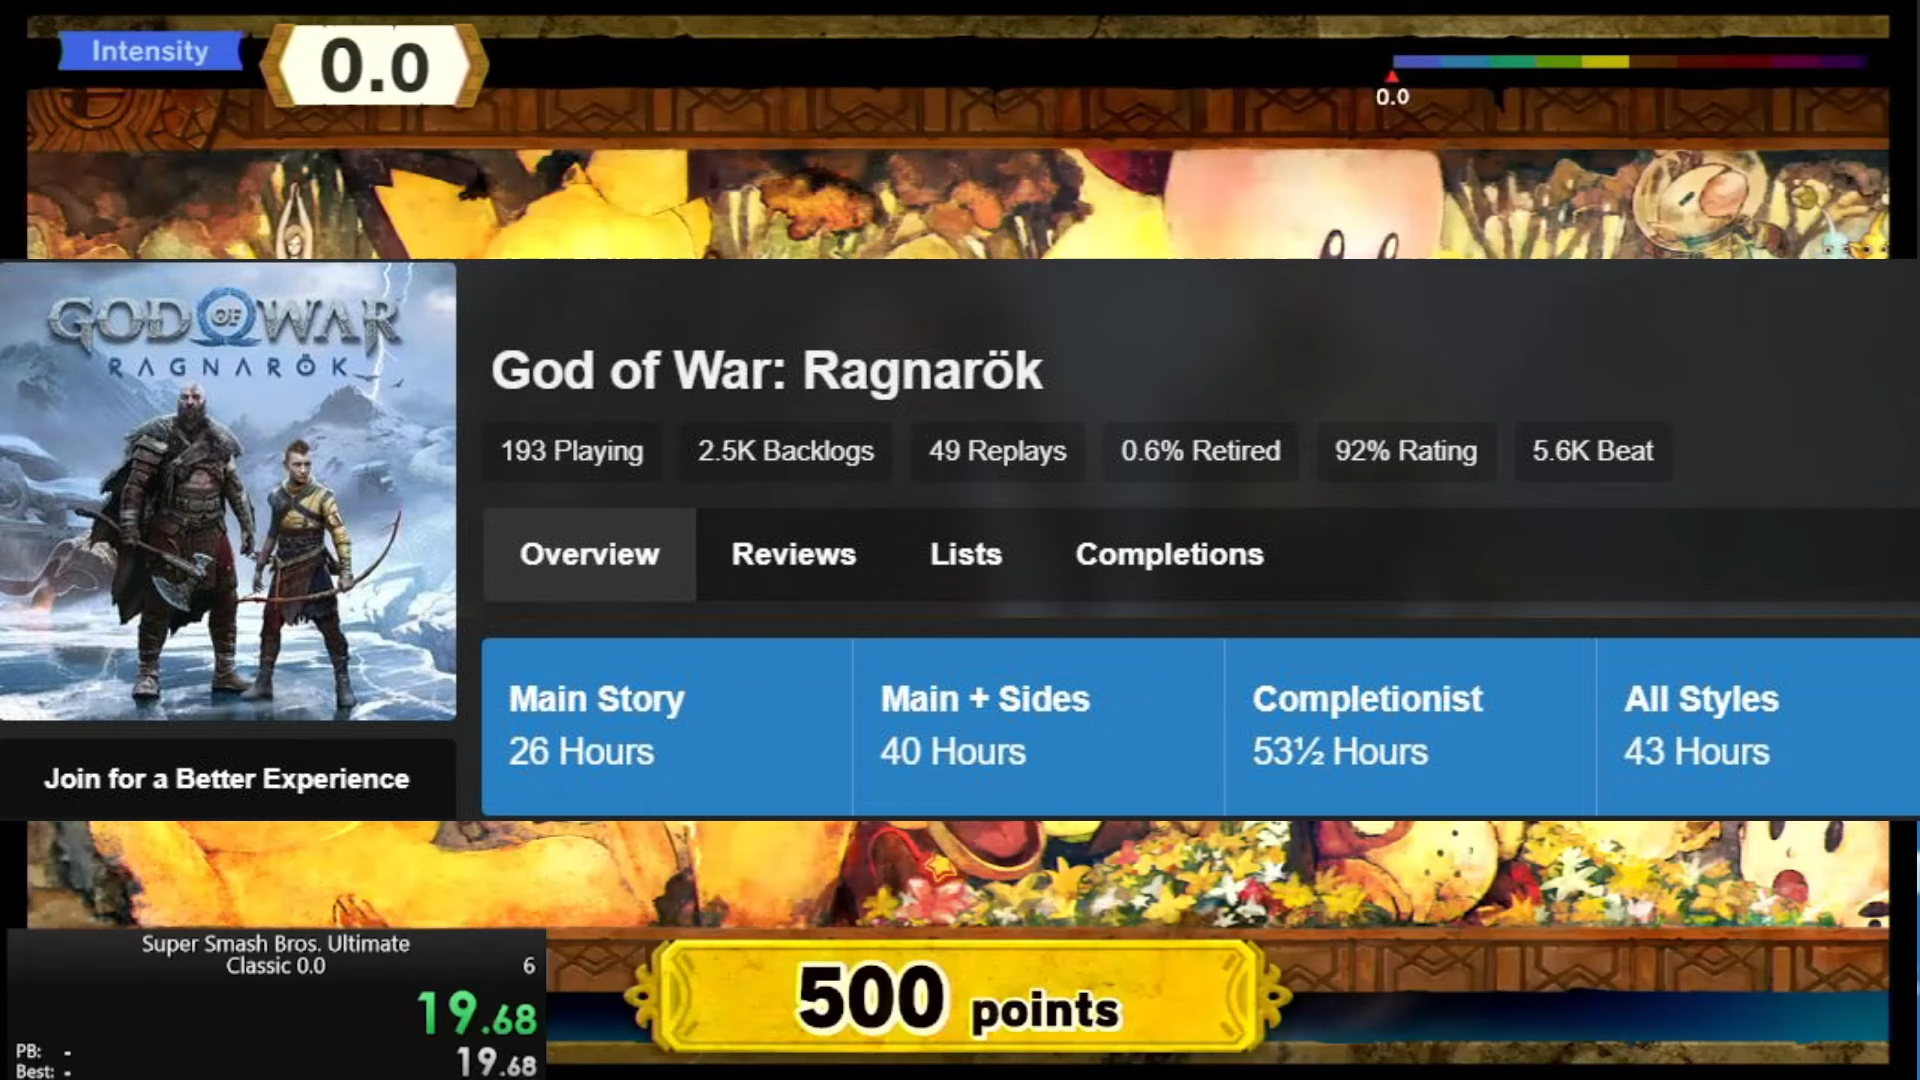 Intensity
0.0
0.0
GOD OF WAR
RAGNARÖK
God of War: Ragnarök
193 Playing
2.5K Backlogs
49 Replays
0.6% Retired
92% Rating
5.6K Beat
Overview
Reviews
Lists
Completions
Main Story
26 Hours
Main + Sides
40 Hours
Completionist
53½ Hours
All Styles
43 Hours
Join for a Better Experience
Super Smash Bros. Ultimate
Classic 0.0
6
19.68
PB: -
19.68
Best: -
500 points